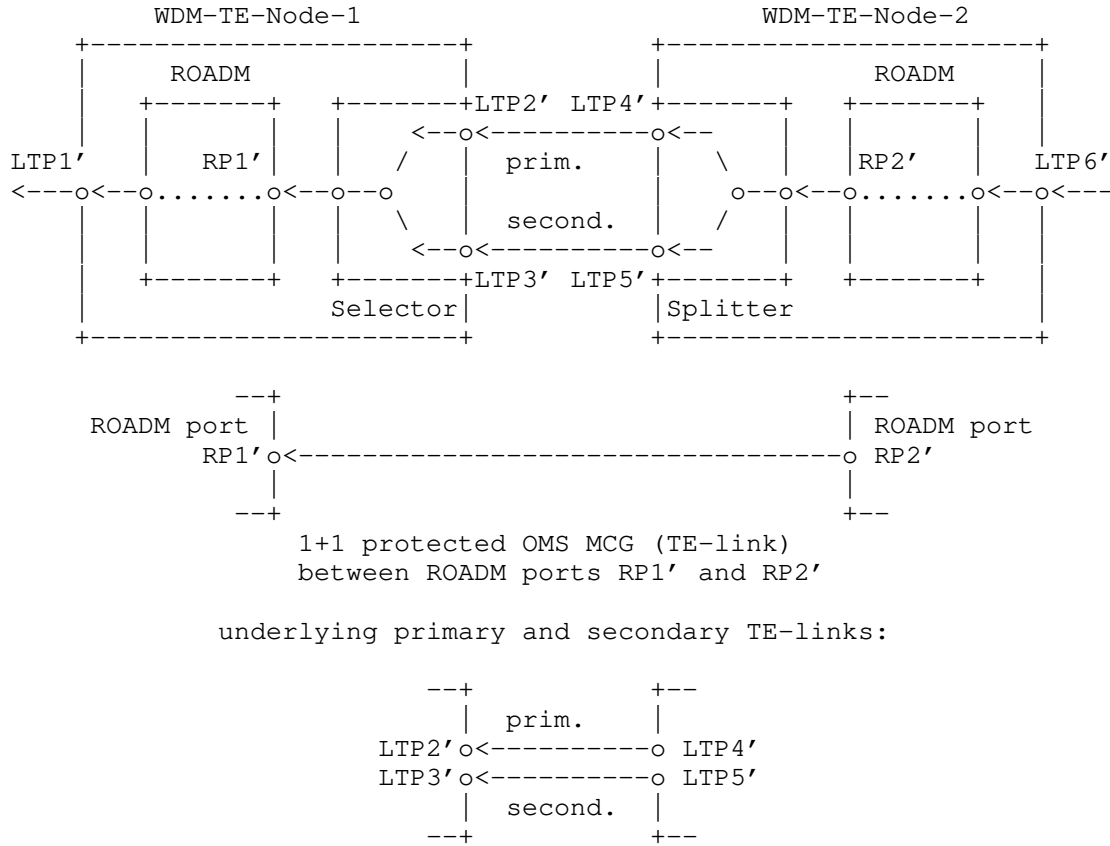 WDM-TE-Node-1 WDM-TE-Node-2
ROADM ROADM
LTP2' LTP4'
LTP1' RP1' prim. RP2' LTP6'
second.
LTP3' LTP5'
Selector Splitter
ROADM port ROADM port
RP1' RP2'
1+1 protected OMS MCG (TE-link)
between ROADM ports RP1' and RP2'
underlying primary and secondary TE-links:
prim.
LTP2' LTP4'
LTP3' LTP5'
second.